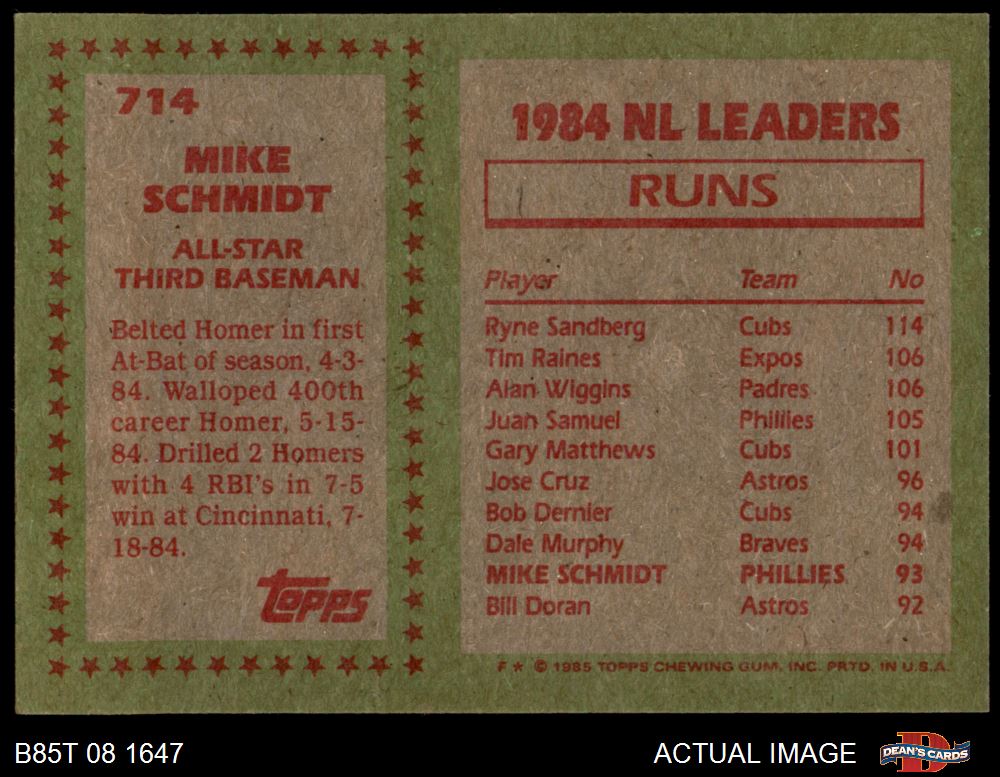 714
MIKE
SCHMIDT
ALL-STAR
THIRD BASEMAN
Belted Homer in first
At-Bat of season, 4-3-
84. Walloped 400th
career Homer, 5-15-
84. Drilled 2 Homers
with 4 RBI's in 7-5
win at Cincinnati, 7-
18-84.
Topps
1984 NL LEADERS
RUNS
Player Team No
Ryne Sandberg Cubs 114
Tim Raines Expos 106
Alan Wiggins Padres 106
Juan Samuel Phillies 105
Gary Matthews Cubs 101
Jose Cruz Astros 96
Bob Dernier Cubs 94
Dale Murphy Braves 94
MIKE SCHMIDT PHILLIES 93
Bill Doran Astros 92
F★ © 1985 TOPPS CHEWING GUM, INC. PRTD. IN U.S.A.
B85T 08 1647
ACTUAL IMAGE
D
DEAN'S CARDS